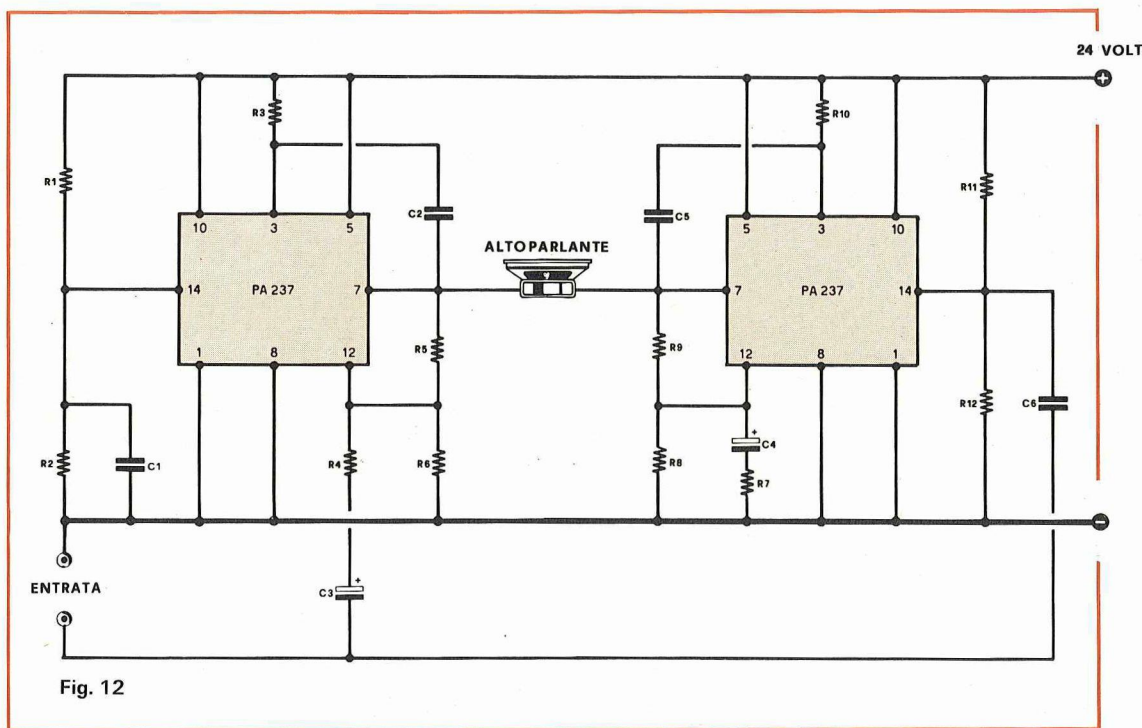 24 VOLT
+
R3
R10
R1
R11
C2
C5
10 3 5
5 3 10
ALTOPARLANTE
14 PA 237 7
7 PA 237 14
1 8 12
12 8 1
R5
R9
R12
C6
R2
C1
R4
R6
R8
+
C4
R7
-
ENTRATA
+
C3
Fig. 12